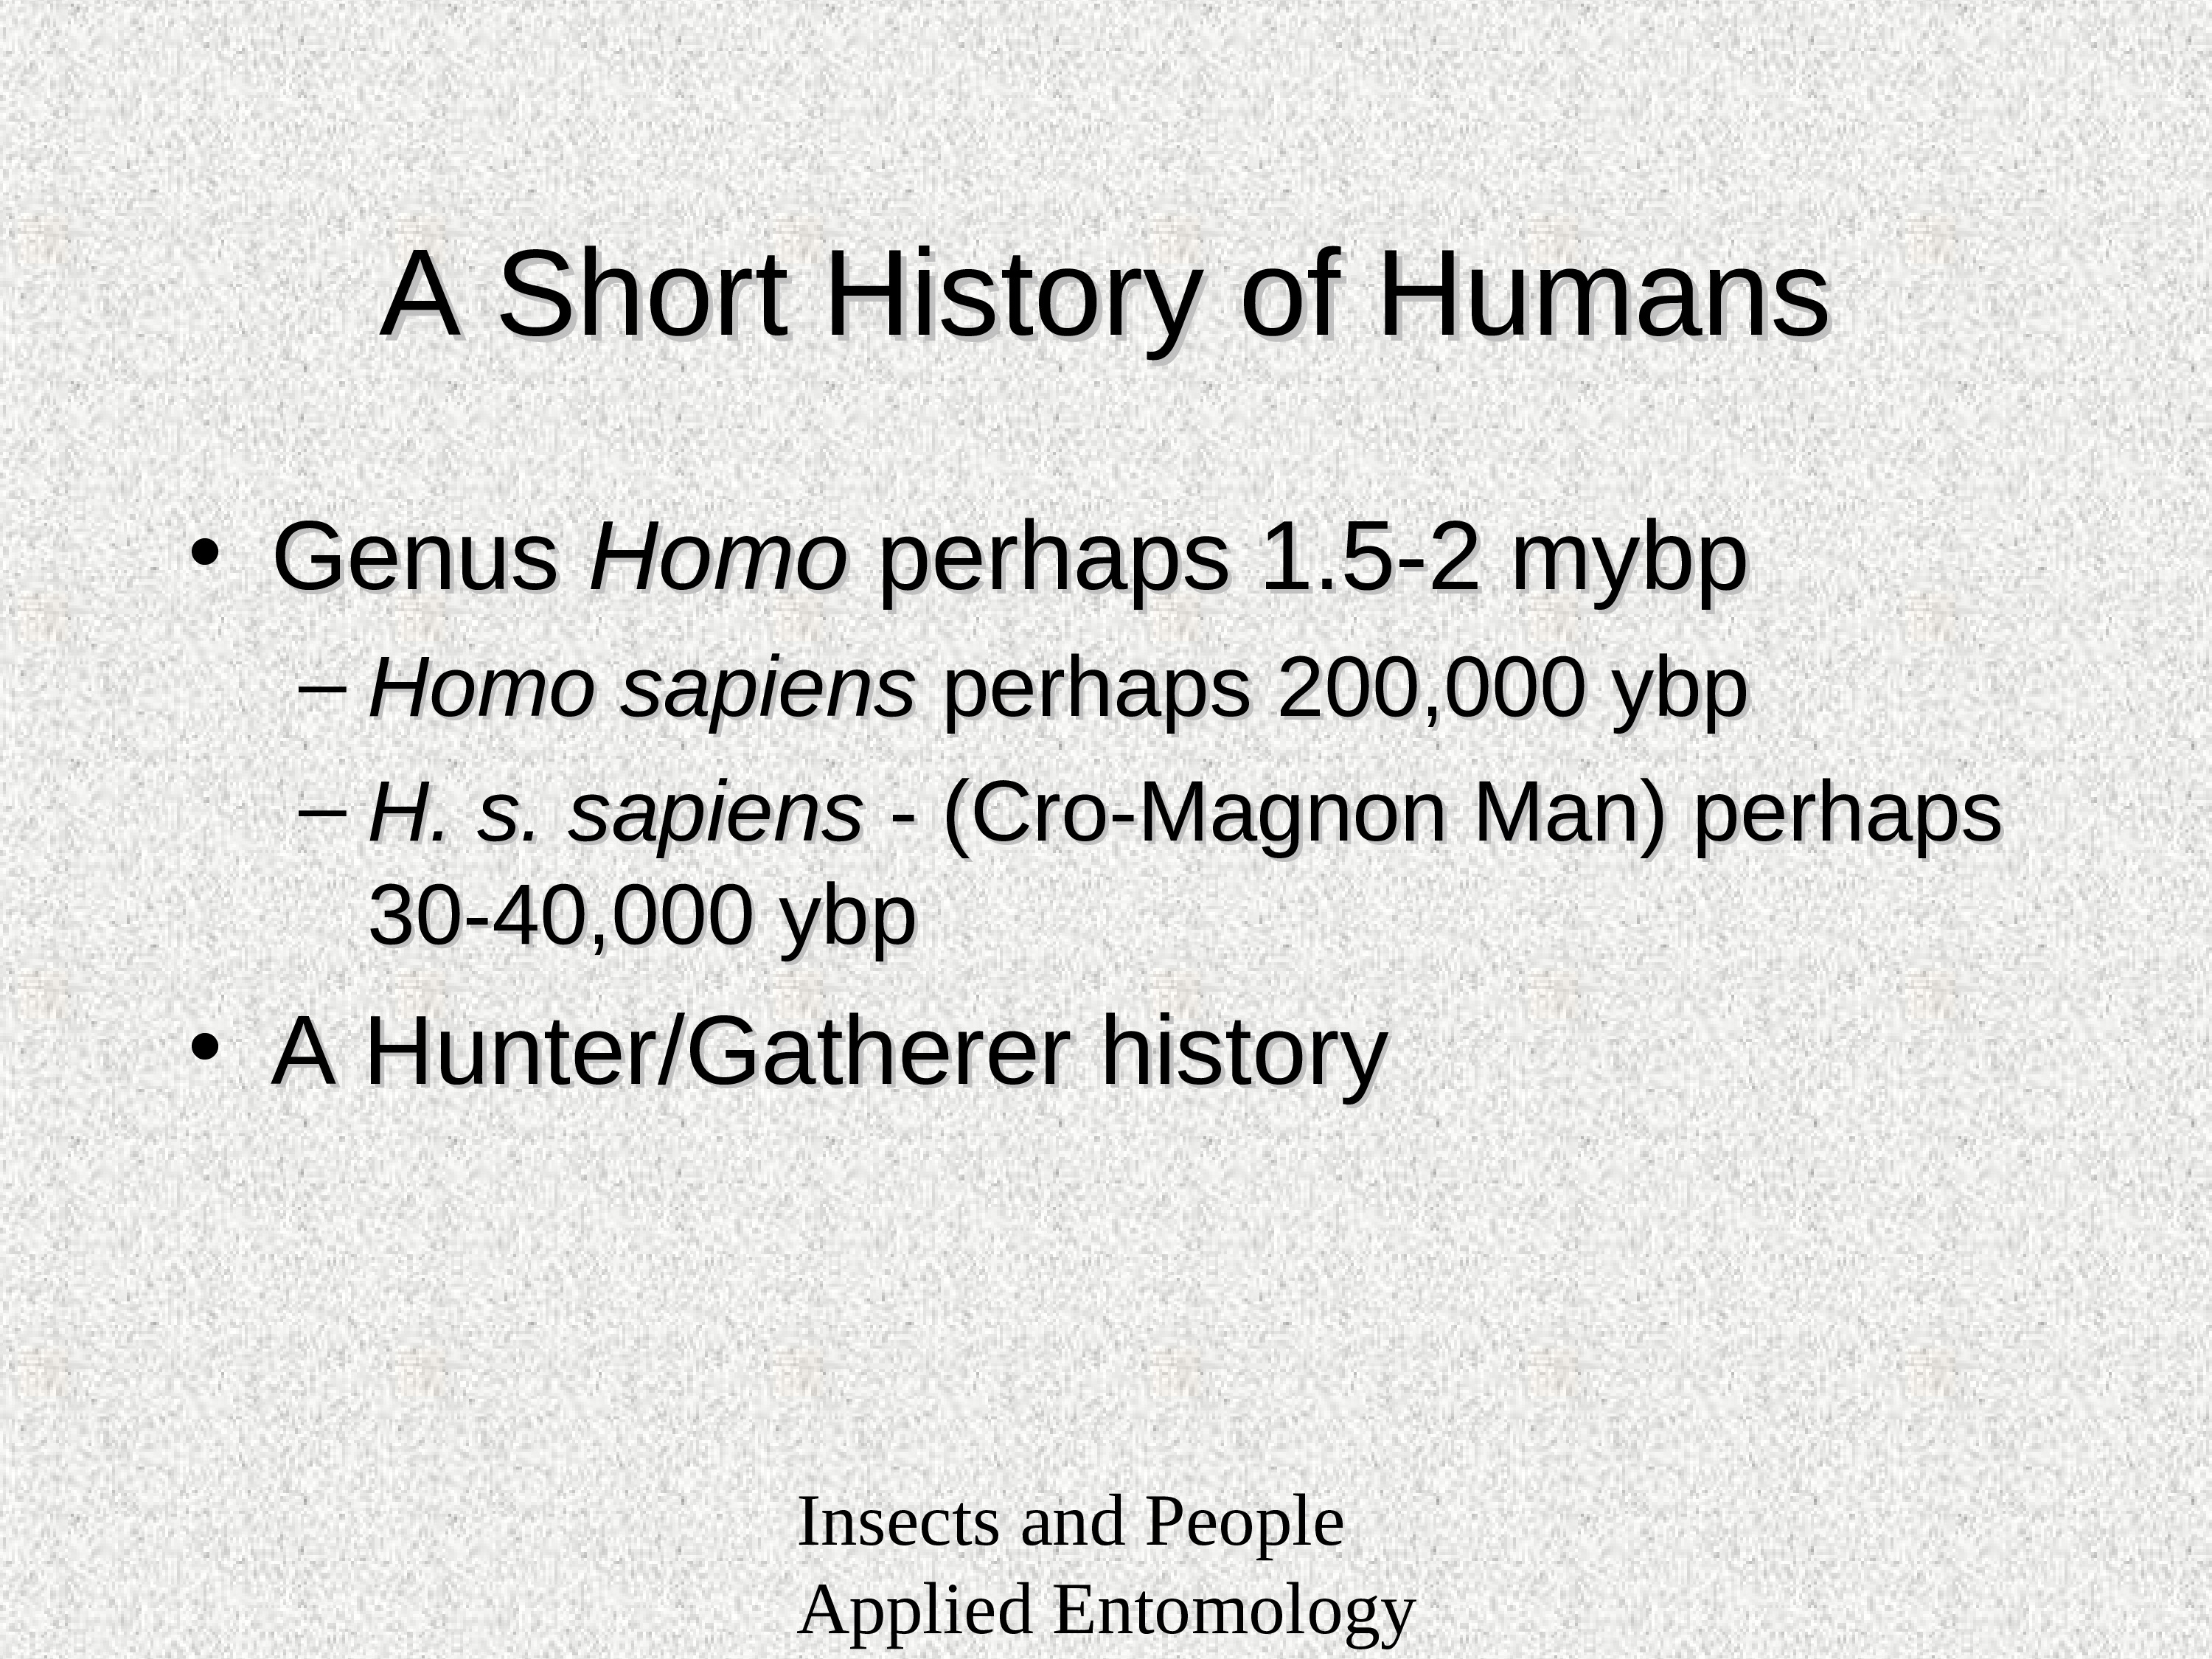 A Short History of Humans
• Genus Homo perhaps 1.5-2 mybp
– Homo sapiens perhaps 200,000 ybp
– H. s. sapiens - (Cro-Magnon Man) perhaps
30-40,000 ybp
• A Hunter/Gatherer history
Insects and People
Applied Entomology